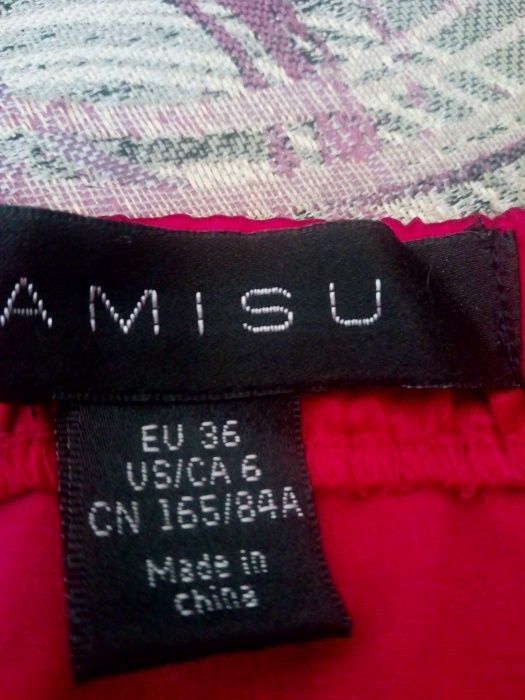 AMISU
EU 36
US/CA 6
CN 165/84A
Made in
china